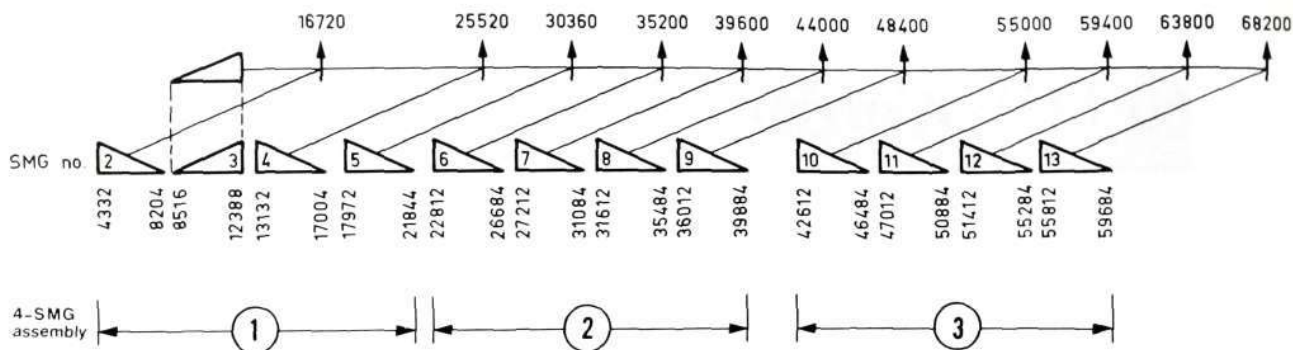 16720 25520 30360 35200 39600 44000 48400 55000 59400 63800 68200
SMG no. 2 3 4 5 6 7 8 9 10 11 12 13
4332 8204 8516 12388 13132 17004 17972 21844 22812 26684 27212 31084 31612 35484 36012 39884 42612 46484 47012 50884 51412 55284 55812 59684
4-SMG
assembly
1 2 3